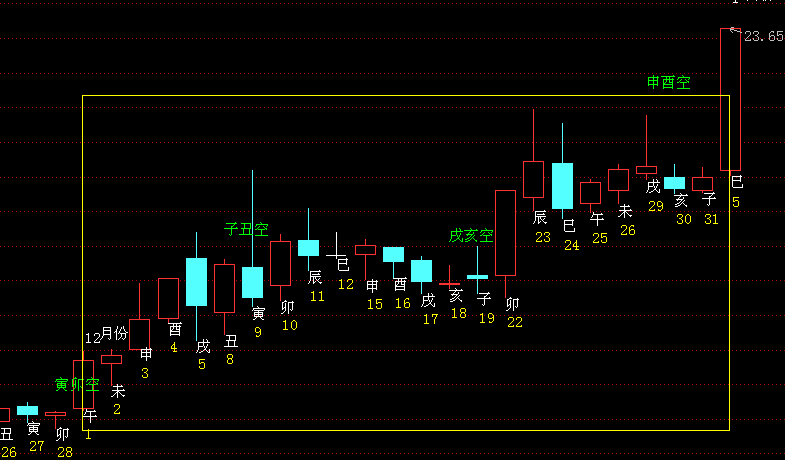 23.65
申酉空
巳
5
戌
29
亥
30
子
31
辰
23
巳
24
午
25
未
26
子丑空
戌亥空
辰
11
巳
12
申
15
酉
16
戌
17
亥
18
子
19
卯
22
寅
9
卯
10
12月份
申
3
酉
4
戌
5
丑
8
寅卯空
未
2
午
1
丑
26
寅
27
卯
28